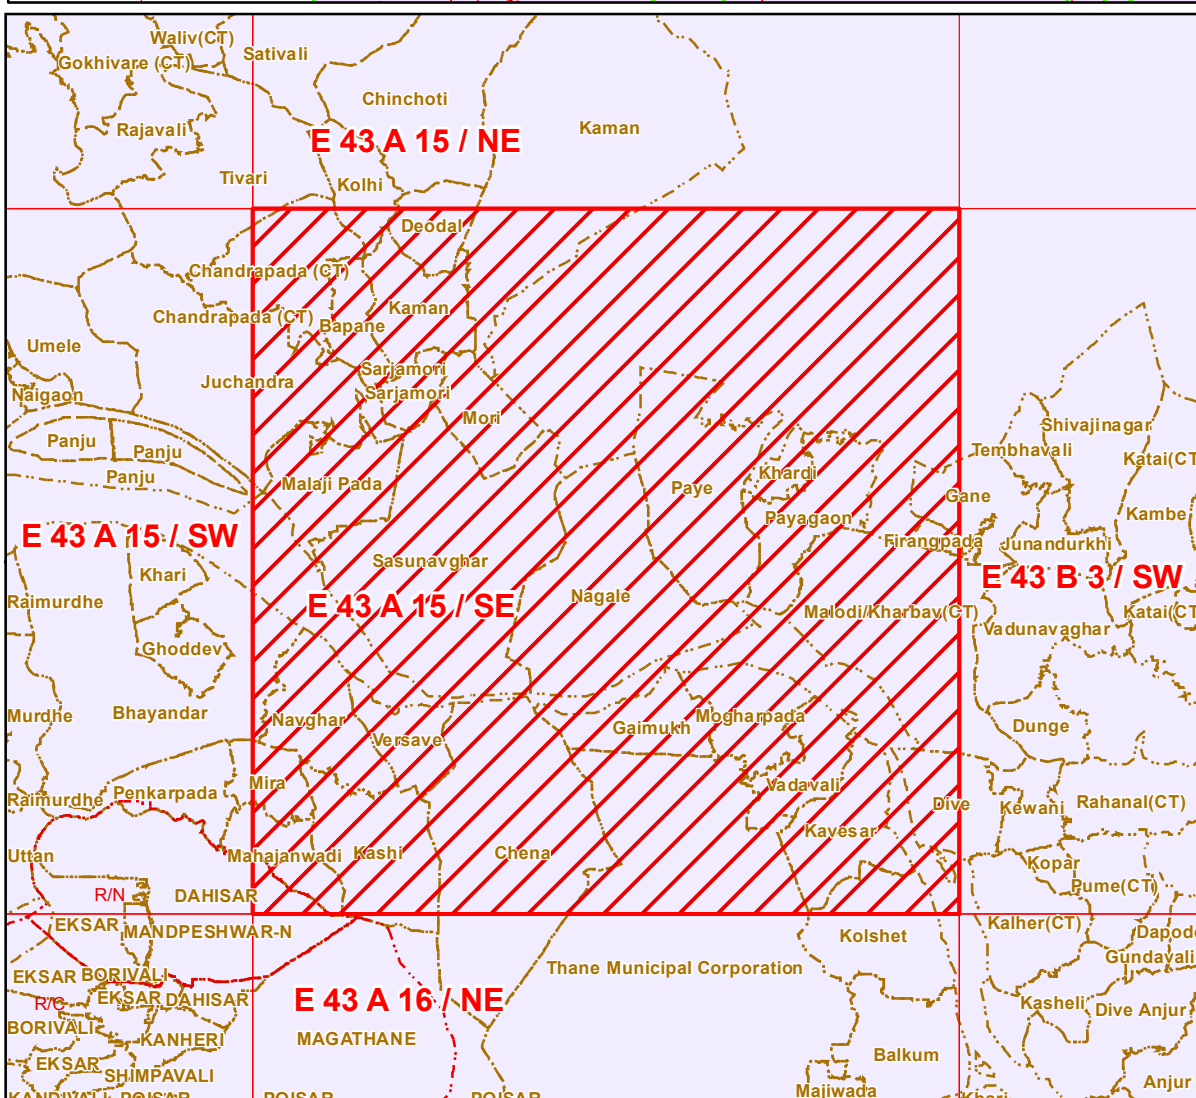 Waliv(CT)
Sativali
Gokhivare (CT)
Chinchoti
Kaman
Rajavali
E 43 A 15 / NE
Tivari
Kolhi
Deodal
Chandrapada (CT)
Kaman
Chandrapada (CT)
Bapane
Umele
Sarjamori
Juchandra
Sarjamori
Naigaon
Mori
Shivajinagar
Panju
Panju
Tembhavali
Katai(CT
Panju
Malaji Pada
Khardi
Paye
Gane
Payagaon
Kambe
E 43 A 15 / SW
Firangpada
Junandurkhi
Sasunavghar
Khari
E 43 B 3 / SW
Raimurdhe
E 43 A 15 / SE
Nagale
Malodi/Kharbav(CT)
Katai(CT
Vadunavaghar
Ghoddev
Murdhe
Bhayandar
Navghar
Mogharpada
Gaimukh
Dunge
Versave
Mira
Vadavali
Raimurdhe
Penkarpada
Dive
Kewani
Rahanal(CT)
Kavesar
Uttan
Mahajanwadi
Kashi
Chena
Kopar
Pume(CT)
R/N
DAHISAR
EKSAR
MANDPESHWAR-N
Kalher(CT)
Kolshet
Dapode
Gundavali
EKSAR
BORIVALI
Thane Municipal Corporation
EKSAR
DAHISAR
R/C
E 43 A 16 / NE
Kasheli
Dive Anjur
BORIVALI
KANHERI
MAGATHANE
EKSAR
Balkum
SHIMPAVALI
Anjur
KANDIVALI
POISAR
POISAR
POISAR
Majiwada
Khari